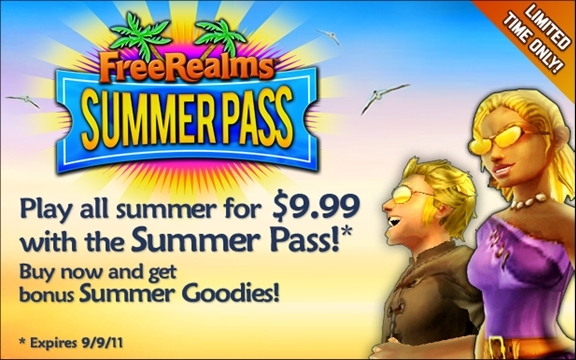 LIMITED
TIME ONLY!
FreeRealms
SUMMER PASS
Play all summer for $9.99
with the Summer Pass!*
Buy now and get
bonus Summer Goodies!
* Expires 9/9/11